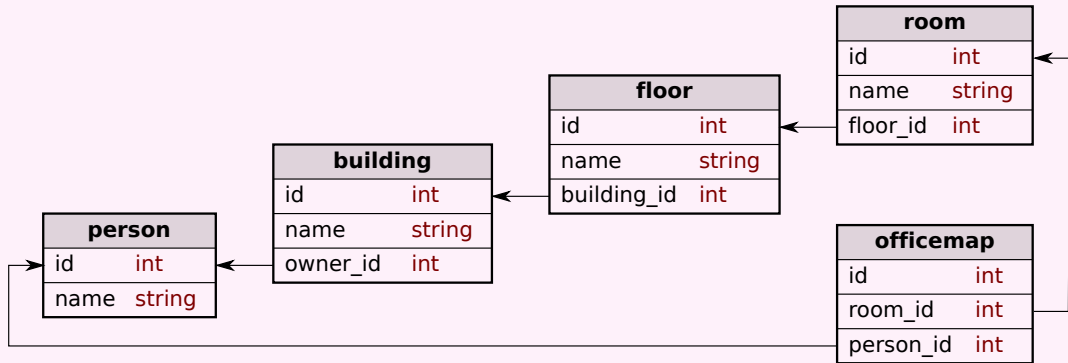 room
id int
name string
floor_id int
floor
id int
name string
building_id int
building
id int
name string
owner_id int
person
id int
name string
officemap
id int
room_id int
person_id int